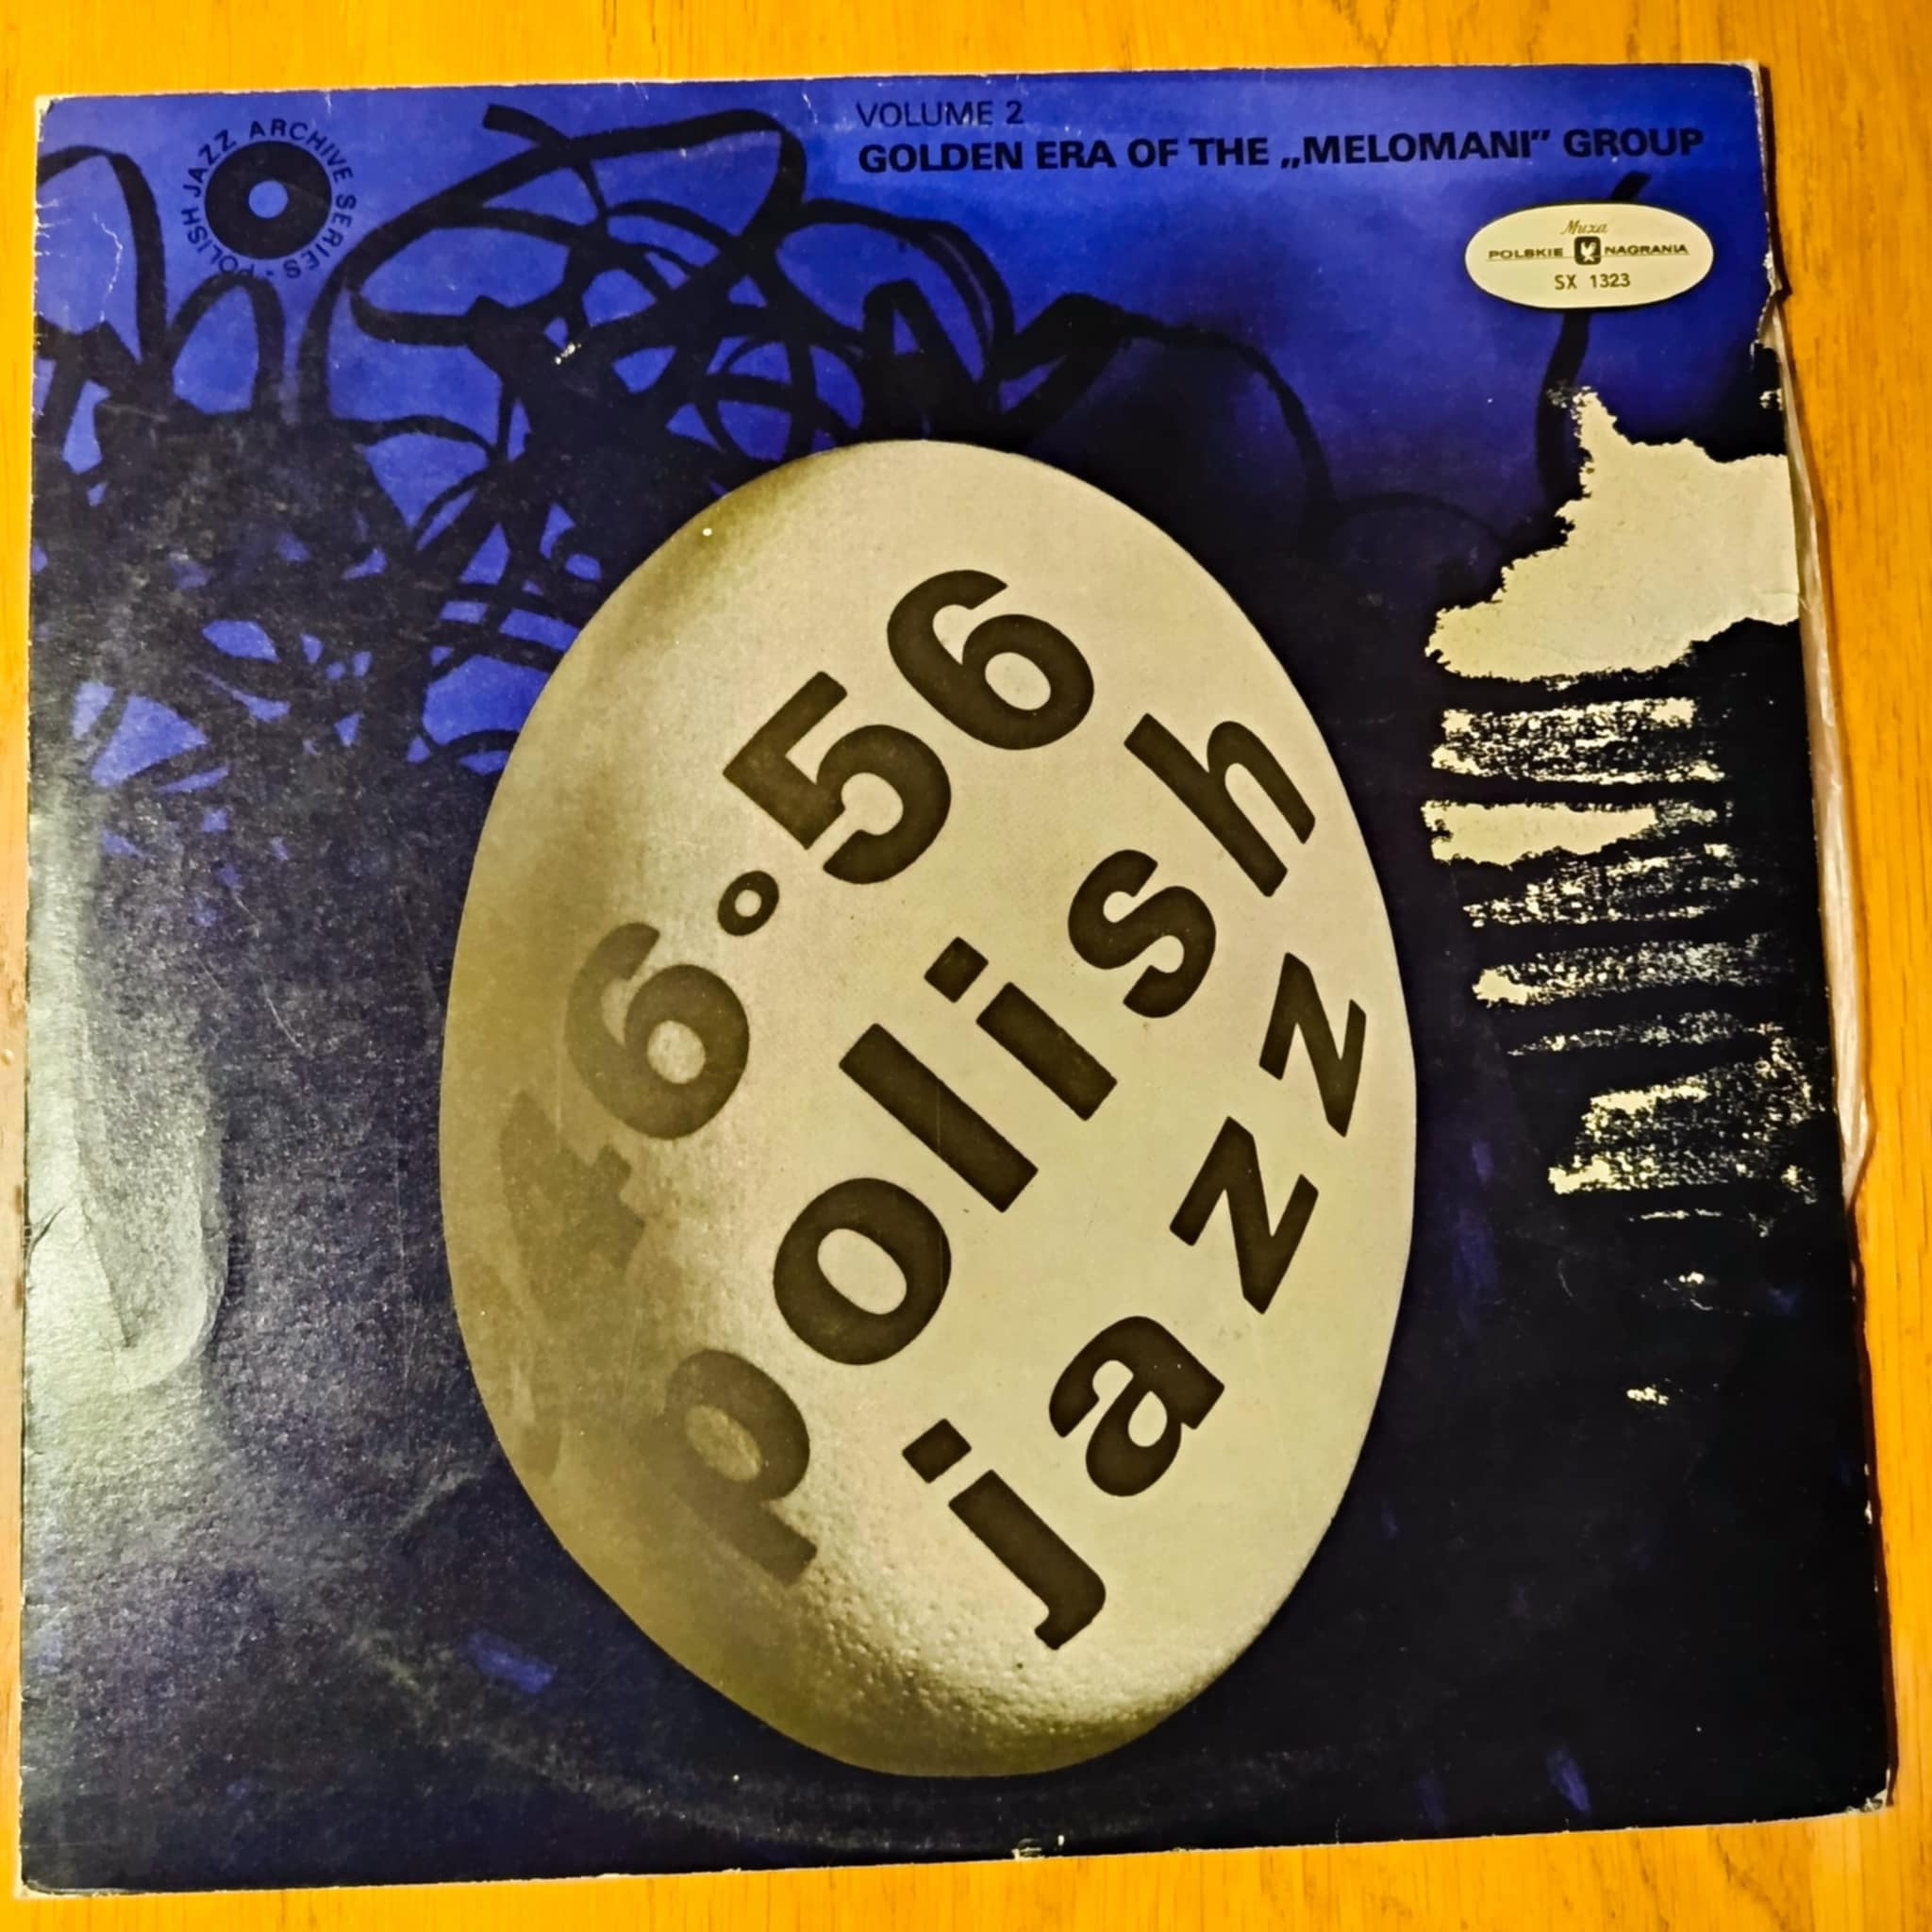 VOLUME 2
GOLDEN ERA OF THE „MELOMANI” GROUP
POLISH JAZZ ARCHIVE SERIES •
Muza
POLSKIE NAGRANIA
SX 1323
46∘56
polish
jazz